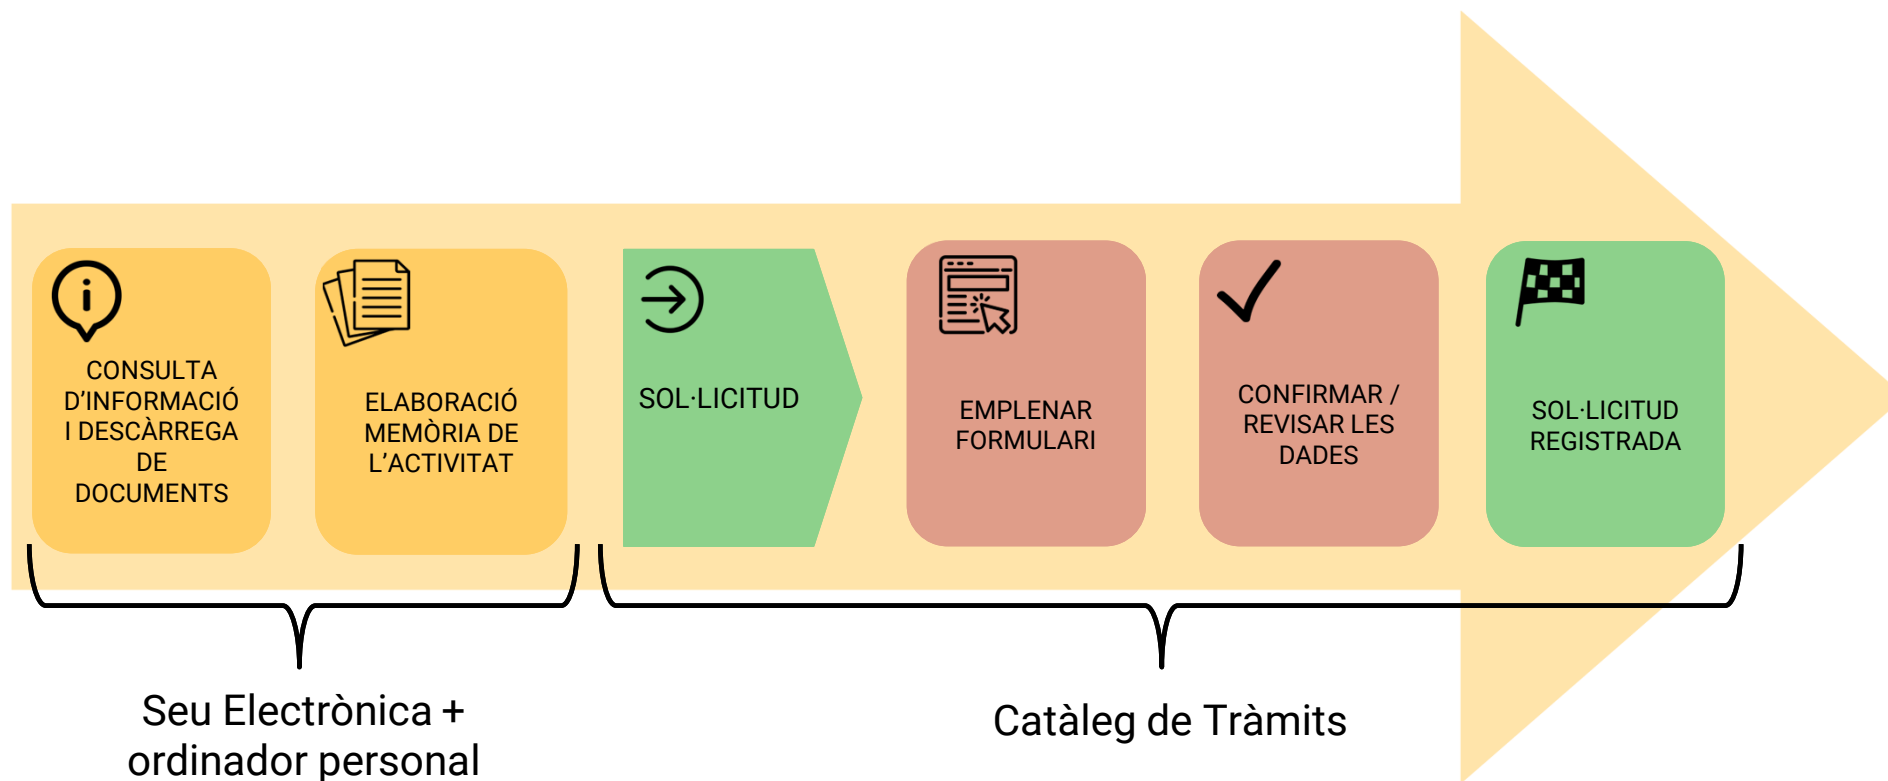 CONSULTA
D’INFORMACIÓ
I DESCÀRREGA
DE
DOCUMENTS
ELABORACIÓ
MEMÒRIA DE
L’ACTIVITAT
SOL·LICITUD
EMPLENAR
FORMULARI
CONFIRMAR /
REVISAR LES
DADES
SOL·LICITUD
REGISTRADA
Seu Electrònica +
ordinador personal
Catàleg de Tràmits